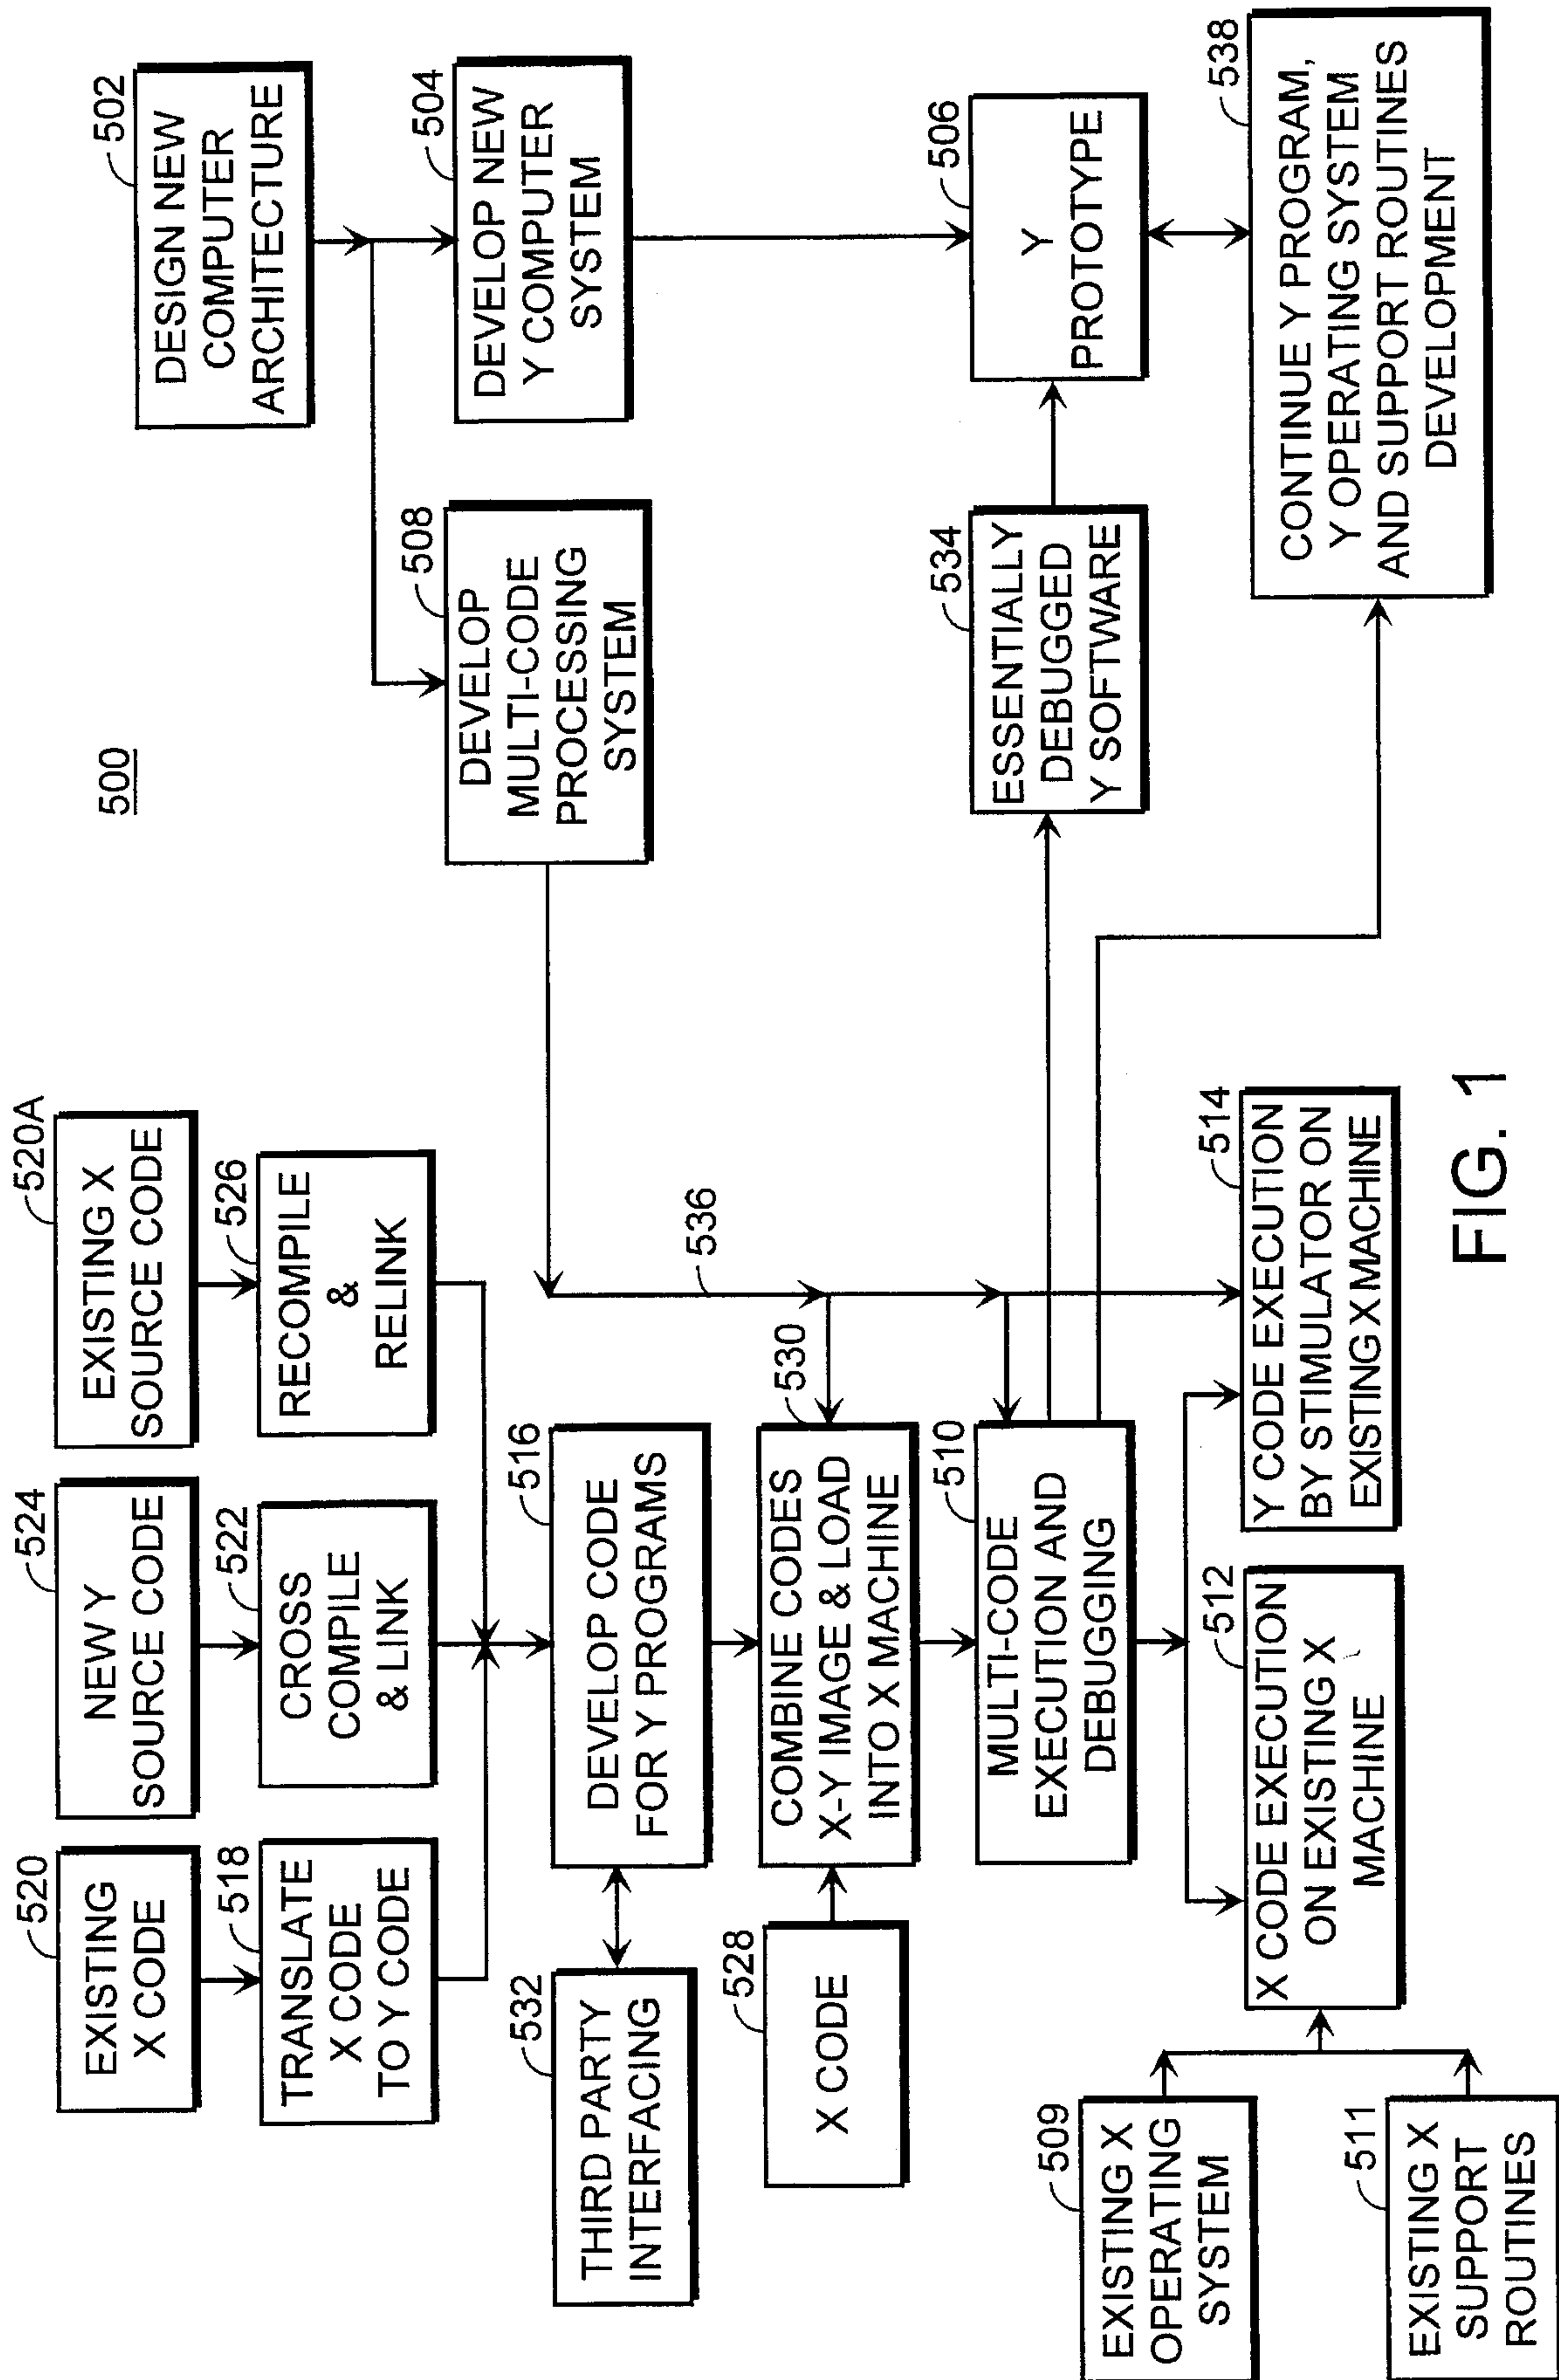 500
502
DESIGN NEW
COMPUTER
ARCHITECTURE
504
DEVELOP NEW
Y COMPUTER
SYSTEM
508
DEVELOP
MULTI-CODE
PROCESSING
SYSTEM
506
Y
PROTOTYPE
534
ESSENTIALLY
DEBUGGED
Y SOFTWARE
538
CONTINUE Y PROGRAM,
Y OPERATING SYSTEM
AND SUPPORT ROUTINES
DEVELOPMENT
520
EXISTING
X CODE
524
NEW Y
SOURCE CODE
520A
EXISTING X
SOURCE CODE
518
TRANSLATE
X CODE
TO Y CODE
522
CROSS
COMPILE
& LINK
526
RECOMPILE
&
RELINK
532
THIRD PARTY
INTERFACING
516
DEVELOP CODE
FOR Y PROGRAMS
528
X CODE
530
COMBINE CODES
X-Y IMAGE & LOAD
INTO X MACHINE
536
510
MULTI-CODE
EXECUTION AND
DEBUGGING
509
EXISTING X
OPERATING
SYSTEM
511
EXISTING X
SUPPORT
ROUTINES
512
X CODE EXECUTION
ON EXISTING X
MACHINE
514
Y CODE EXECUTION
BY STIMULATOR ON
EXISTING X MACHINE
FIG. 1